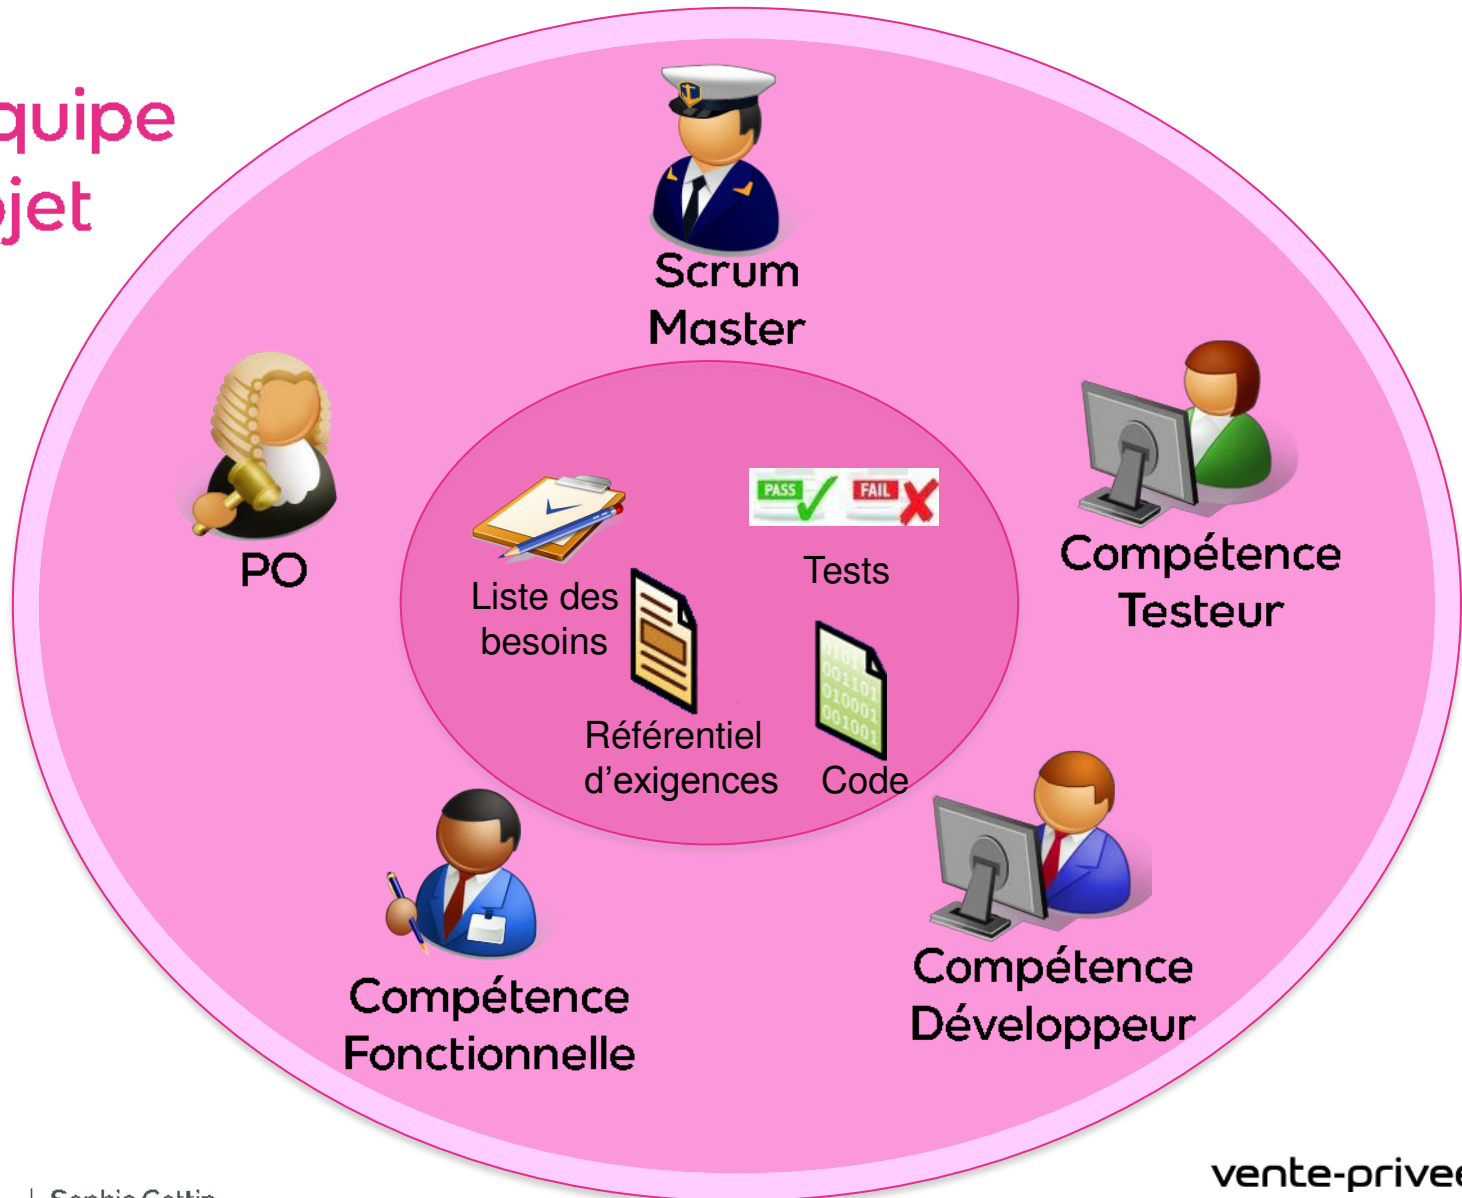 quipe
jet
Scrum
Master
PO
Compétence
Testeur
PASS
FAIL
Tests
Liste des
besoins
Référentiel
d'exigences
Code
Compétence
Fonctionnelle
Compétence
Développeur
vente-privee